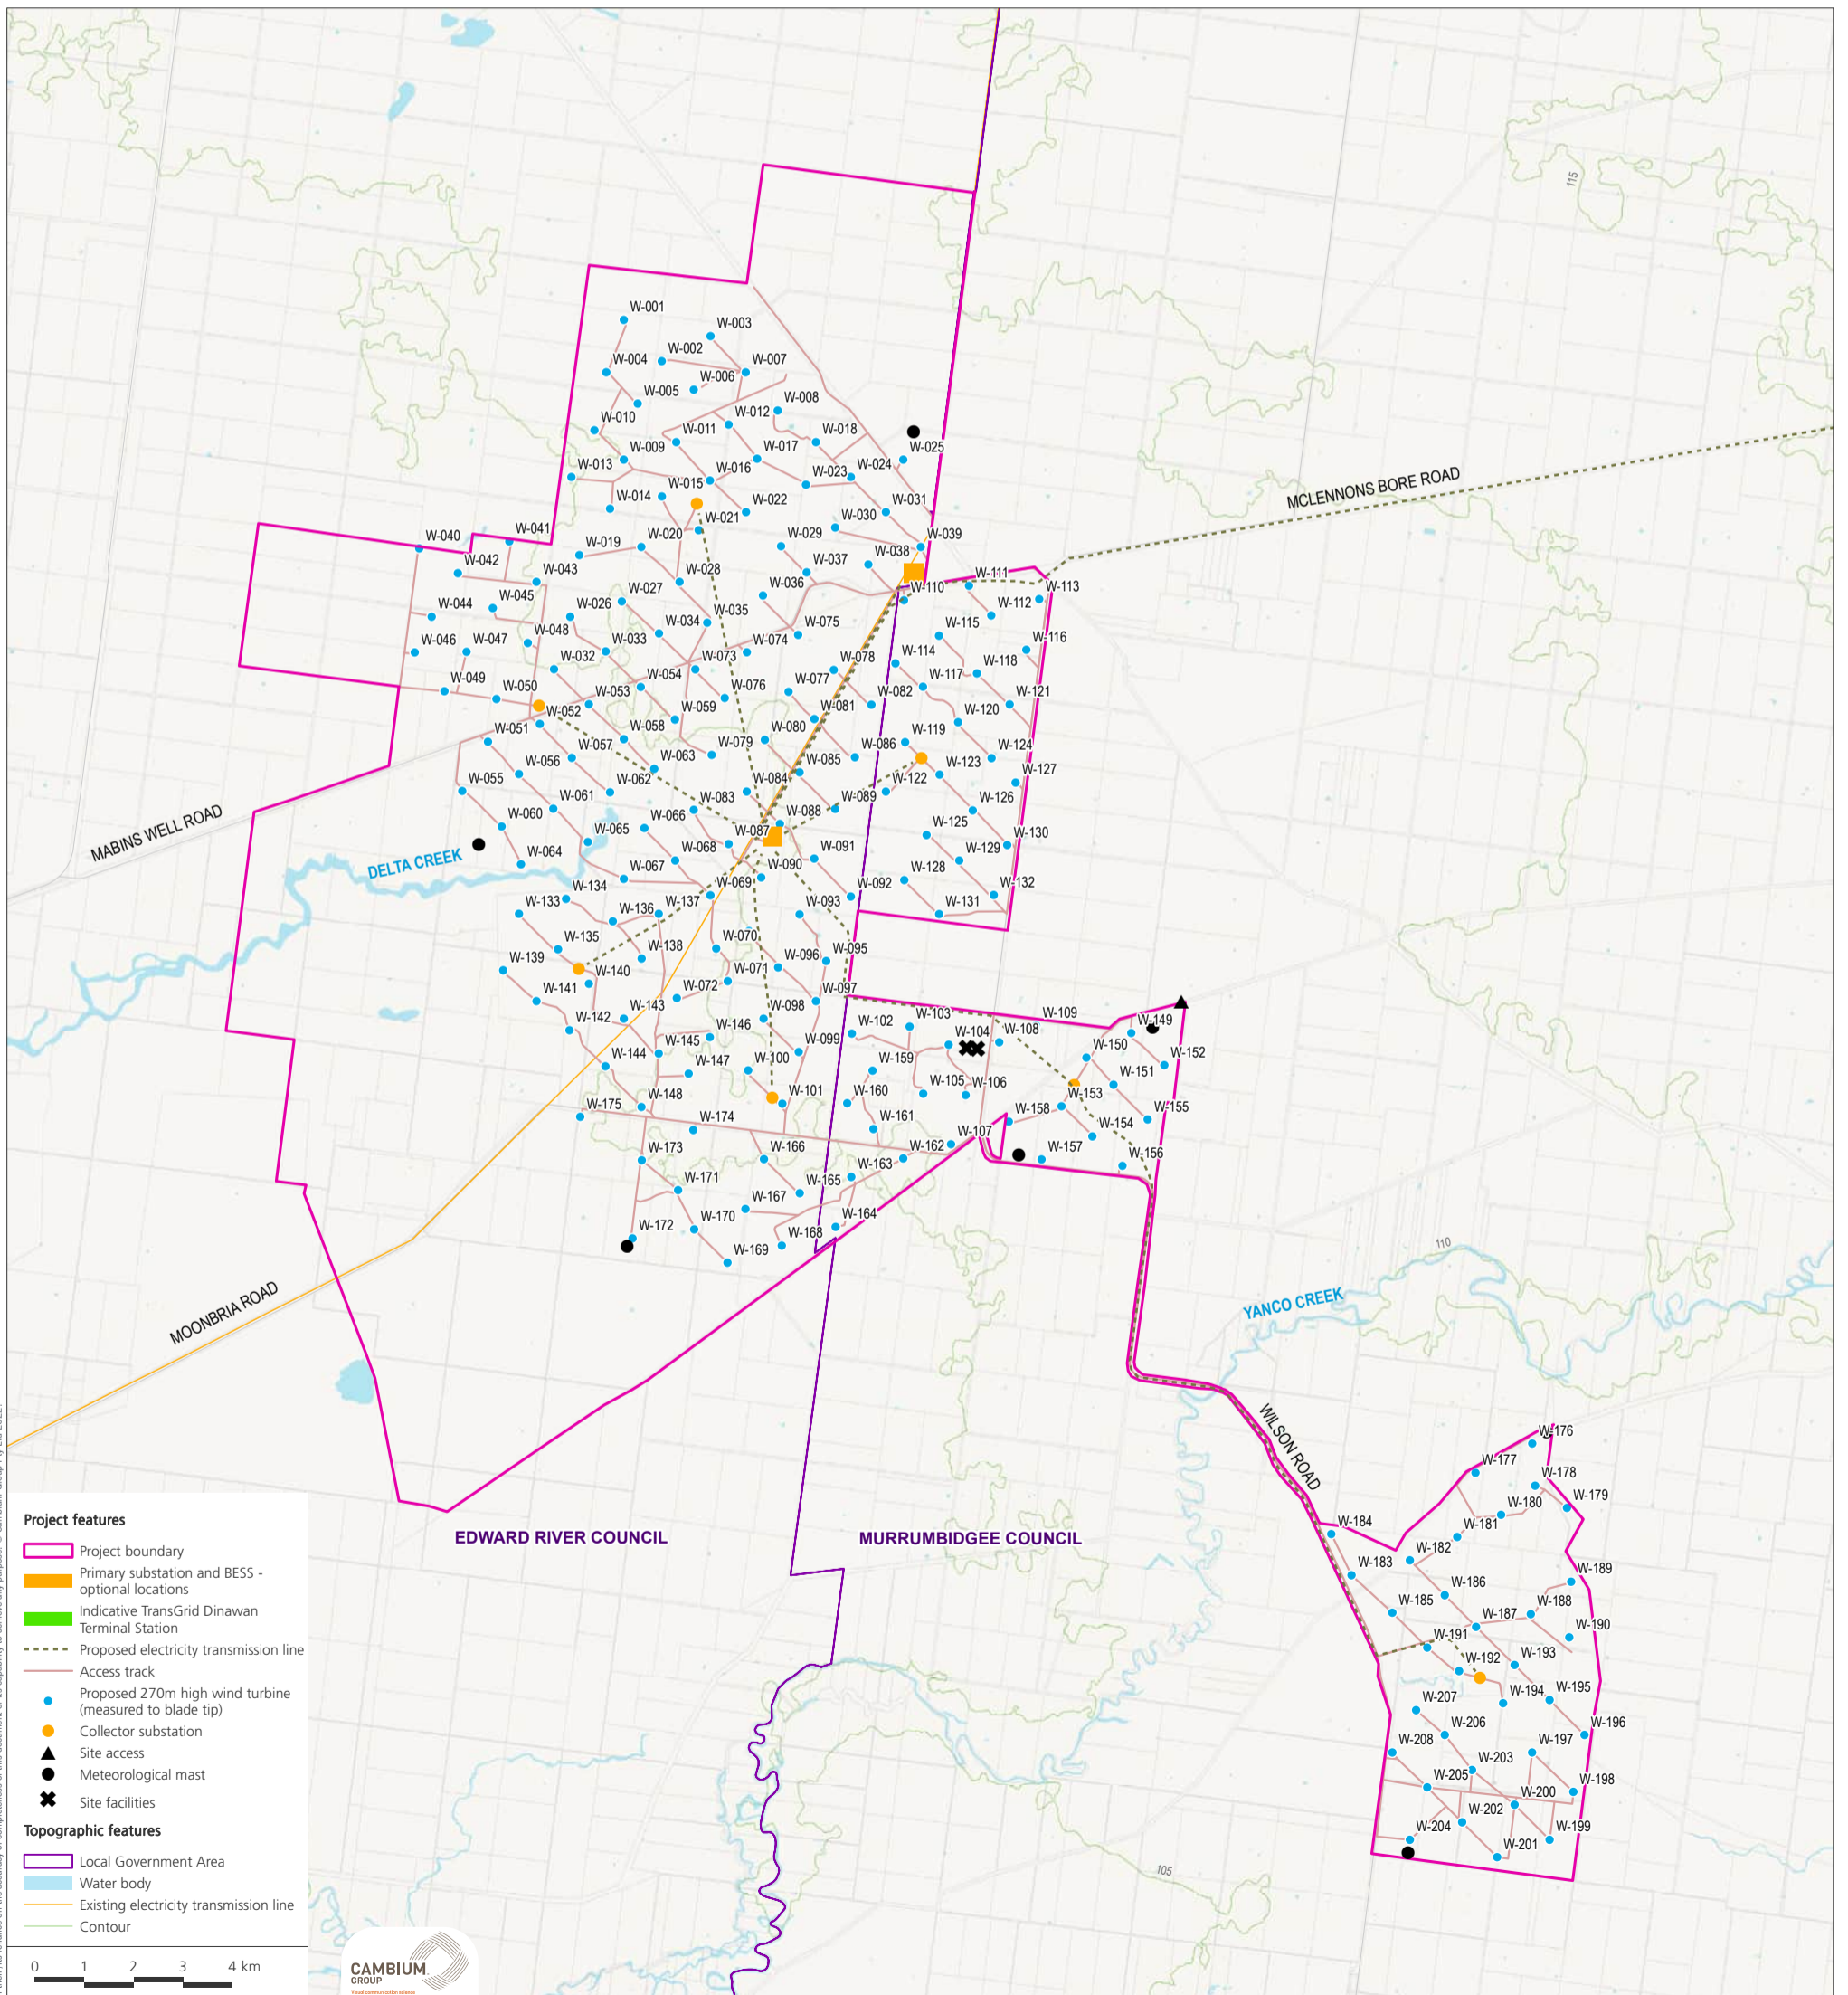 115
W-001
W-003
W-002
W-004
W-007
W-006
W-005
W-008
W-010
W-012
W-011
W-018
W-009
W-017
W-025
W-013
W-016
W-023
W-024
MCLENNONS BORE ROAD
W-015
W-014
W-022
W-031
W-021
W-030
W-040
W-041
W-020
W-029
W-039
W-019
W-038
W-042
W-037
W-043
W-028
W-111
W-036
W-110
W-113
W-027
W-045
W-026
W-112
W-044
W-035
W-034
W-075
W-115
W-048
W-033
W-074
W-116
W-046
W-047
W-032
W-073
W-078
W-114
W-118
W-054
W-077
W-117
W-049
W-053
W-076
W-082
W-121
W-050
W-052
W-059
W-081
W-120
W-051
W-058
W-080
W-119
W-057
W-079
W-086
W-124
W-056
W-063
W-085
W-123
W-055
W-062
W-084
W-122
W-127
W-061
W-083
W-089
W-126
W-060
W-066
W-088
MABINS WELL ROAD
W-065
W-087
W-125
W-130
DELTA CREEK
W-064
W-068
W-091
W-129
W-067
W-090
W-134
W-069
W-092
W-128
W-132
W-133
W-136
W-137
W-093
W-131
W-135
W-138
W-070
W-095
W-139
W-140
W-071
W-096
W-141
W-072
W-097
W-143
W-098
W-109
W-142
W-146
W-102
W-103
W-104
W-108
W-149
W-145
W-099
W-150
W-144
W-147
W-100
W-159
W-152
W-151
W-148
W-101
W-160
W-105
W-106
W-153
W-175
W-174
W-161
W-158
W-154
W-155
W-173
W-166
W-162
W-107
W-157
W-156
W-171
W-165
W-163
W-167
W-172
W-170
W-168
W-164
W-169
110
YANCO CREEK
MOONBRIA ROAD
WILSON ROAD
W-176
W-177
W-178
W-179
W-180
W-184
W-181
W-182
W-183
W-189
W-186
W-185
W-187
W-188
W-190
W-191
W-193
W-192
W-207
W-194
W-195
W-206
W-196
W-208
W-197
W-203
W-205
W-200
W-198
W-202
W-204
W-199
W-201
105
EDWARD RIVER COUNCIL
MURRUMBIDGEE COUNCIL
Project features
Project boundary
Primary substation and BESS -
optional locations
Indicative TransGrid Dinawan
Terminal Station
Proposed electricity transmission line
Access track
Proposed 270m high wind turbine
(measured to blade tip)
Collector substation
Site access
Meteorological mast
Site facilities
Topographic features
Local Government Area
Water body
Existing electricity transmission line
Contour
0 1 2 3 4 km
CAMBIUM
GROUP
Visual communication science